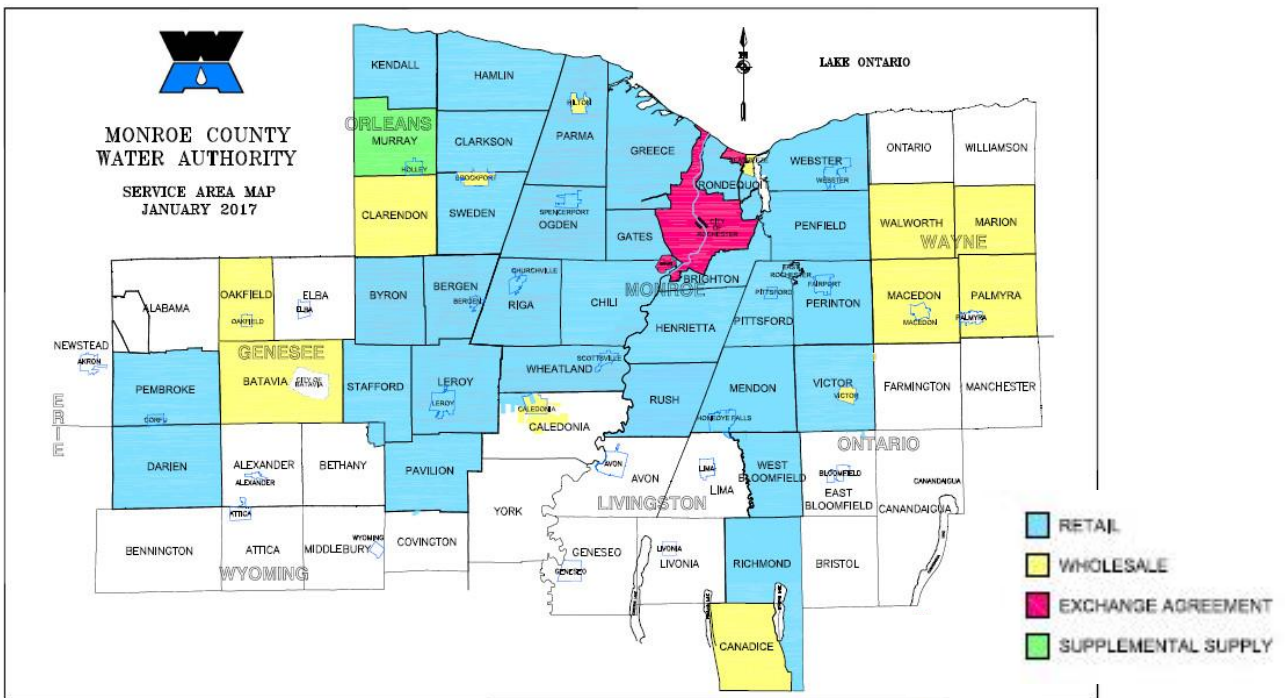 MONROE COUNTY
WATER AUTHORITY
SERVICE AREA MAP
JANUARY 2017
LAKE ONTARIO
KENDALL
HAMLIN
HILTON
PARMA
GREECE
ORLEANS
MURRAY
HOLLEY
CLARKSON
BROCKPORT
WEBSTER
WEBSTER
ONTARIO
WILLIAMSON
CLARENDON
SWEDEN
SPENCERPORT
OGDEN
GATES
PENFIELD
WALWORTH
MARION
WAYNE
BRIGHTON
MONROE
ALABAMA
OAKFIELD
OAKFIELD
ELBA
ELBA
BYRON
BERGEN
BERGEN
CHURCHVILLE
RIGA
CHILI
HENRIETTA
PITTSFORD
PITTSFORD
EAST
ROCHESTER
FAIRPORT
PERINTON
MACEDON
MACEDON
PALMYRA
PALMYRA
NEWSTEAD
AKRON
ERIE
GENESEE
PEMBROKE
BATAVIA
CITY OF
BATAVIA
STAFFORD
LEROY
LEROY
WHEATLAND
SCOTTSVILLE
RUSH
MENDON
HONEOYE FALLS
VICTOR
VICTOR
FARMINGTON
MANCHESTER
CALEDONIA
CALEDONIA
ONTARIO
DARIEN
ALEXANDER
ALEXANDER
BETHANY
PAVILION
AVON
AVON
LIMA
LIMA
WEST
BLOOMFIELD
BLOOMFIELD
EAST
BLOOMFIELD
CANANDAIGUA
CANANDAIGUA
LIVINGSTON
YORK
ATTICA
BENNINGTON
ATTICA
WYOMING
MIDDLEBURY
COVINGTON
WYOMING
GENESEO
GENESEO
LIVONIA
LIVONIA
RICHMOND
BRISTOL
CANADICE
RETAIL
WHOLESALE
EXCHANGE AGREEMENT
SUPPLEMENTAL SUPPLY